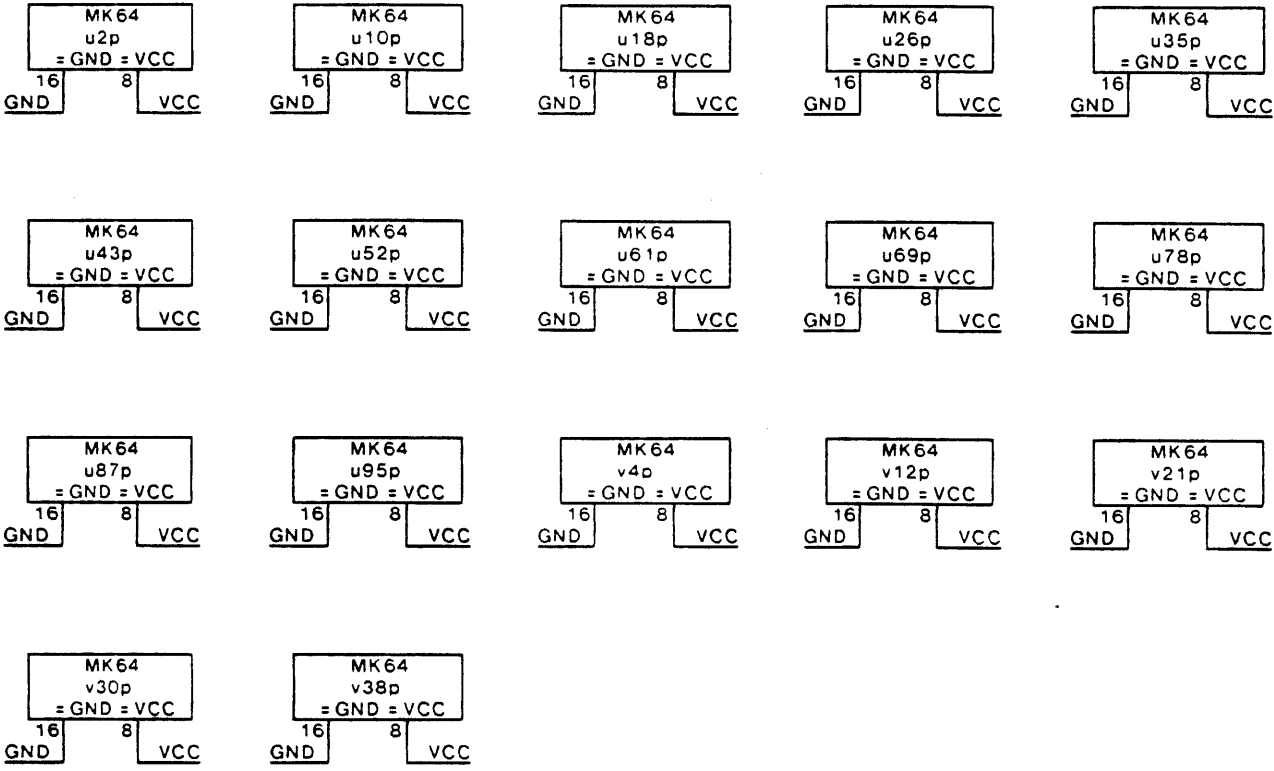 MK64 MK64 MK64 MK64 MK64
u2p u10p u18p u26p u35p
=GND =VCC =GND =VCC =GND =VCC =GND =VCC =GND =VCC
16 8 16 8 16 8 16 8 16 8
GND VCC GND VCC GND VCC GND VCC GND VCC
MK64 MK64 MK64 MK64 MK64
u43p u52p u61p u69p u78p
=GND =VCC =GND =VCC =GND =VCC =GND =VCC =GND =VCC
16 8 16 8 16 8 16 8 16 8
GND VCC GND VCC GND VCC GND VCC GND VCC
MK64 MK64 MK64 MK64 MK64
u87p u95p v4p v12p v21p
=GND =VCC =GND =VCC =GND =VCC =GND =VCC =GND =VCC
16 8 16 8 16 8 16 8 16 8
GND VCC GND VCC GND VCC GND VCC GND VCC
MK64 MK64
v30p v38p
=GND =VCC =GND =VCC
16 8 16 8
GND VCC GND VCC